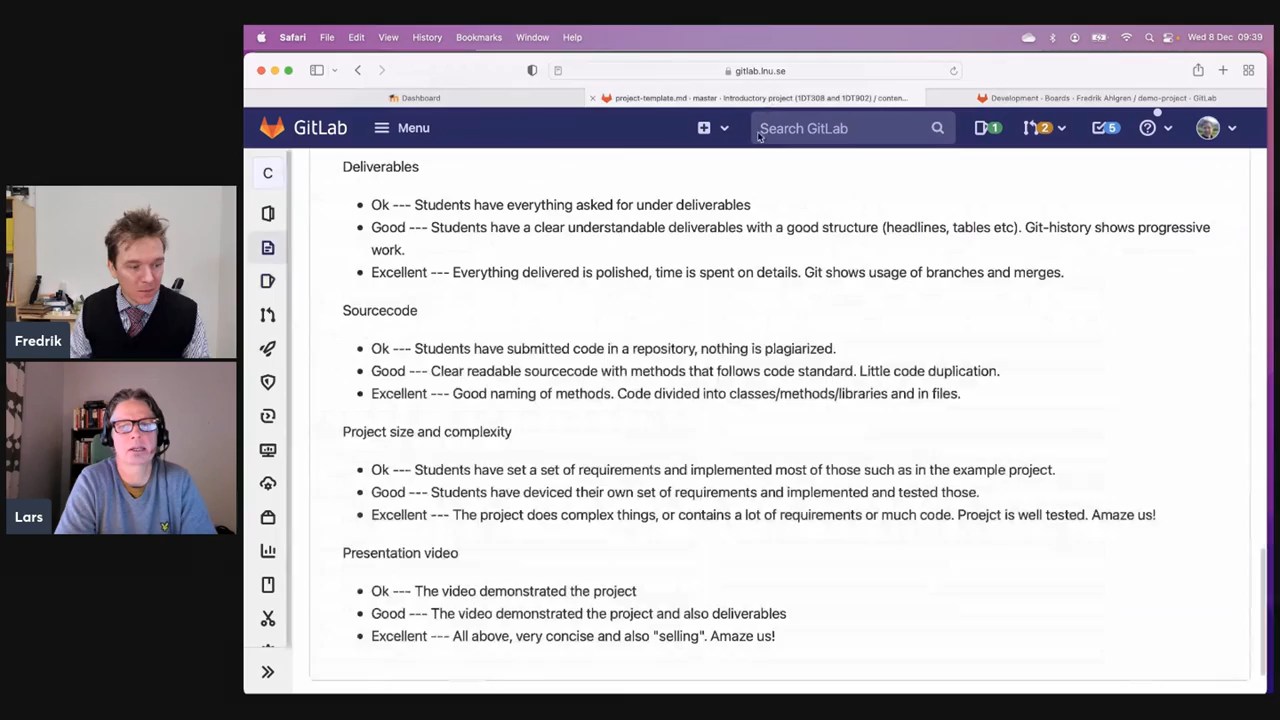 Safari File Edit View History Bookmarks Window Help Wed 8 Dec 09:39
gitlab.lnu.se
Dashboard
project-template.md · master · Introductory project (1DT308 and 1DT902) / conten...
Development · Boards · Fredrik Ahlgren / demo-project · GitLab
GitLab Menu Search GitLab 1 2 5
C
Deliverables
Ok --- Students have everything asked for under deliverables
Good --- Students have a clear understandable deliverables with a good structure (headlines, tables etc). Git-history shows progressive
work.
Excellent --- Everything delivered is polished, time is spent on details. Git shows usage of branches and merges.
Sourcecode
Ok --- Students have submitted code in a repository, nothing is plagiarized.
Good --- Clear readable sourcecode with methods that follows code standard. Little code duplication.
Excellent --- Good naming of methods. Code divided into classes/methods/libraries and in files.
Project size and complexity
Ok --- Students have set a set of requirements and implemented most of those such as in the example project.
Good --- Students have deviced their own set of requirements and implemented and tested those.
Excellent --- The project does complex things, or contains a lot of requirements or much code. Proejct is well tested. Amaze us!
Presentation video
Ok --- The video demonstrated the project
Good --- The video demonstrated the project and also deliverables
Excellent --- All above, very concise and also "selling". Amaze us!
Fredrik
Lars